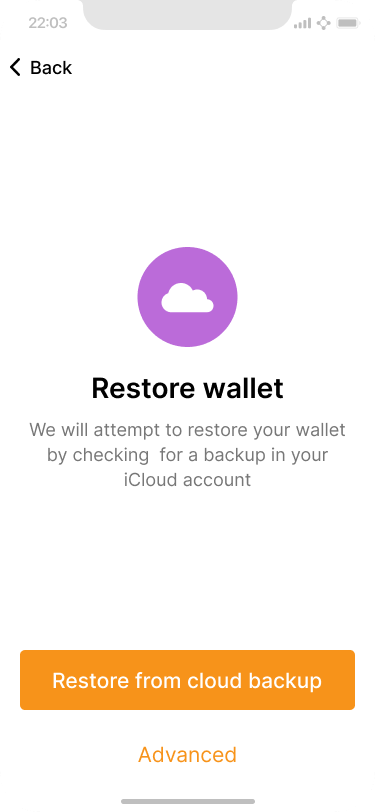 22:03
Back
Restore wallet
We will attempt to restore your wallet
by checking  for a backup in your
iCloud account
Restore from cloud backup
Advanced